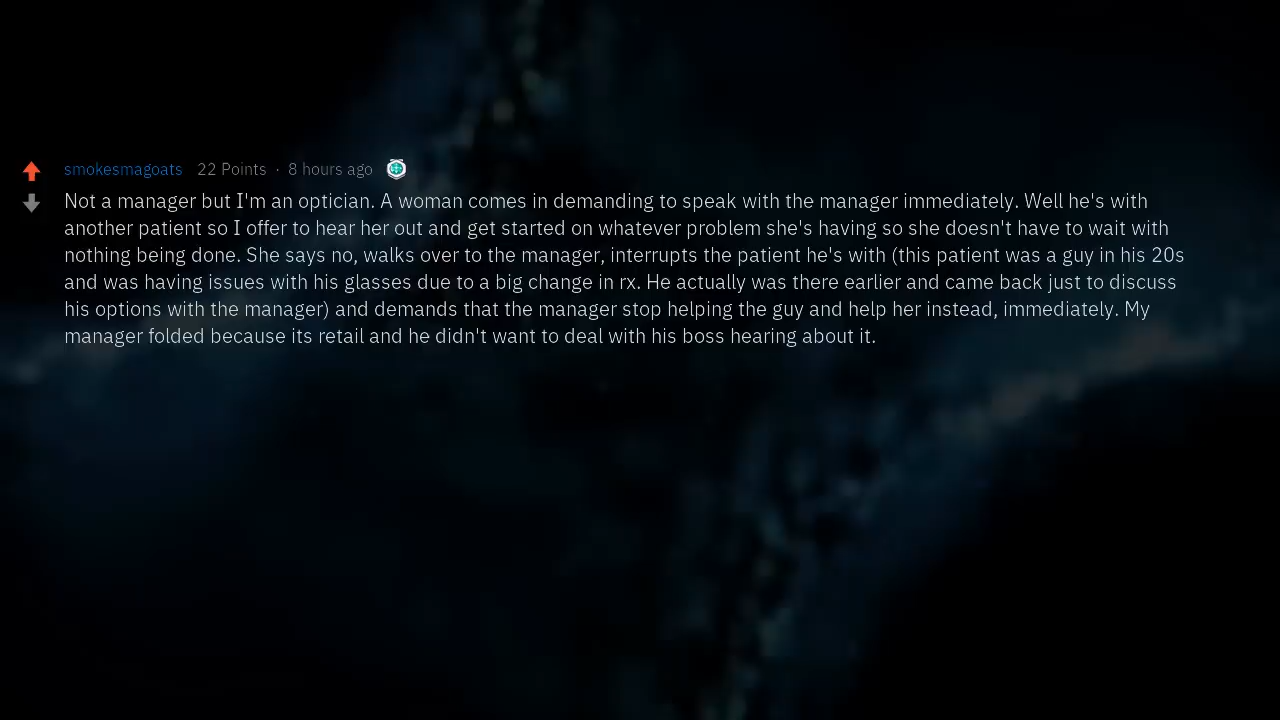 smokesmagoats 22 Points · 8 hours ago
Not a manager but I'm an optician. A woman comes in demanding to speak with the manager immediately. Well he's with
another patient so I offer to hear her out and get started on whatever problem she's having so she doesn't have to wait with
nothing being done. She says no, walks over to the manager, interrupts the patient he's with (this patient was a guy in his 20s
and was having issues with his glasses due to a big change in rx. He actually was there earlier and came back just to discuss
his options with the manager) and demands that the manager stop helping the guy and help her instead, immediately. My
manager folded because its retail and he didn't want to deal with his boss hearing about it.